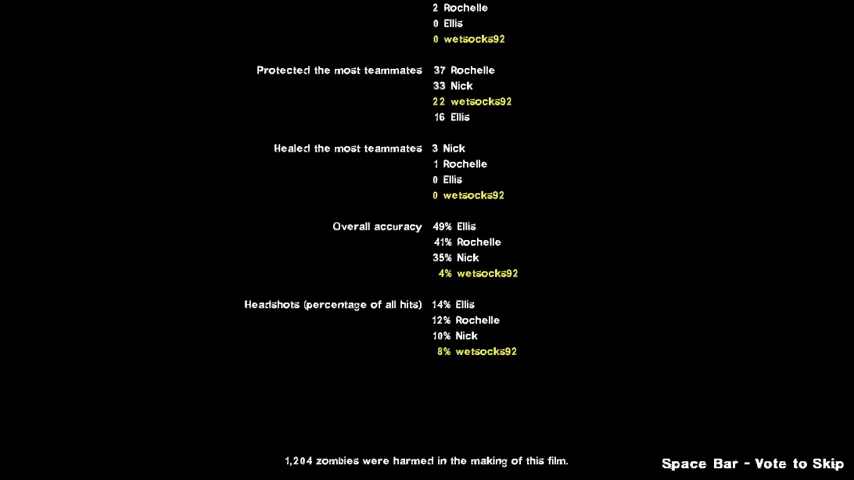 2 Rochelle
0 Ellis
0 wetsocks92
Protected the most teammates 37 Rochelle
33 Nick
22 wetsocks92
16 Ellis
Healed the most teammates 3 Nick
1 Rochelle
0 Ellis
0 wetsocks92
Overall accuracy 49% Ellis
41% Rochelle
35% Nick
4% wetsocks92
Headshots (percentage of all hits) 14% Ellis
12% Rochelle
10% Nick
8% wetsocks92
1,204 zombies were harmed in the making of this film.
Space Bar - Vote to Skip